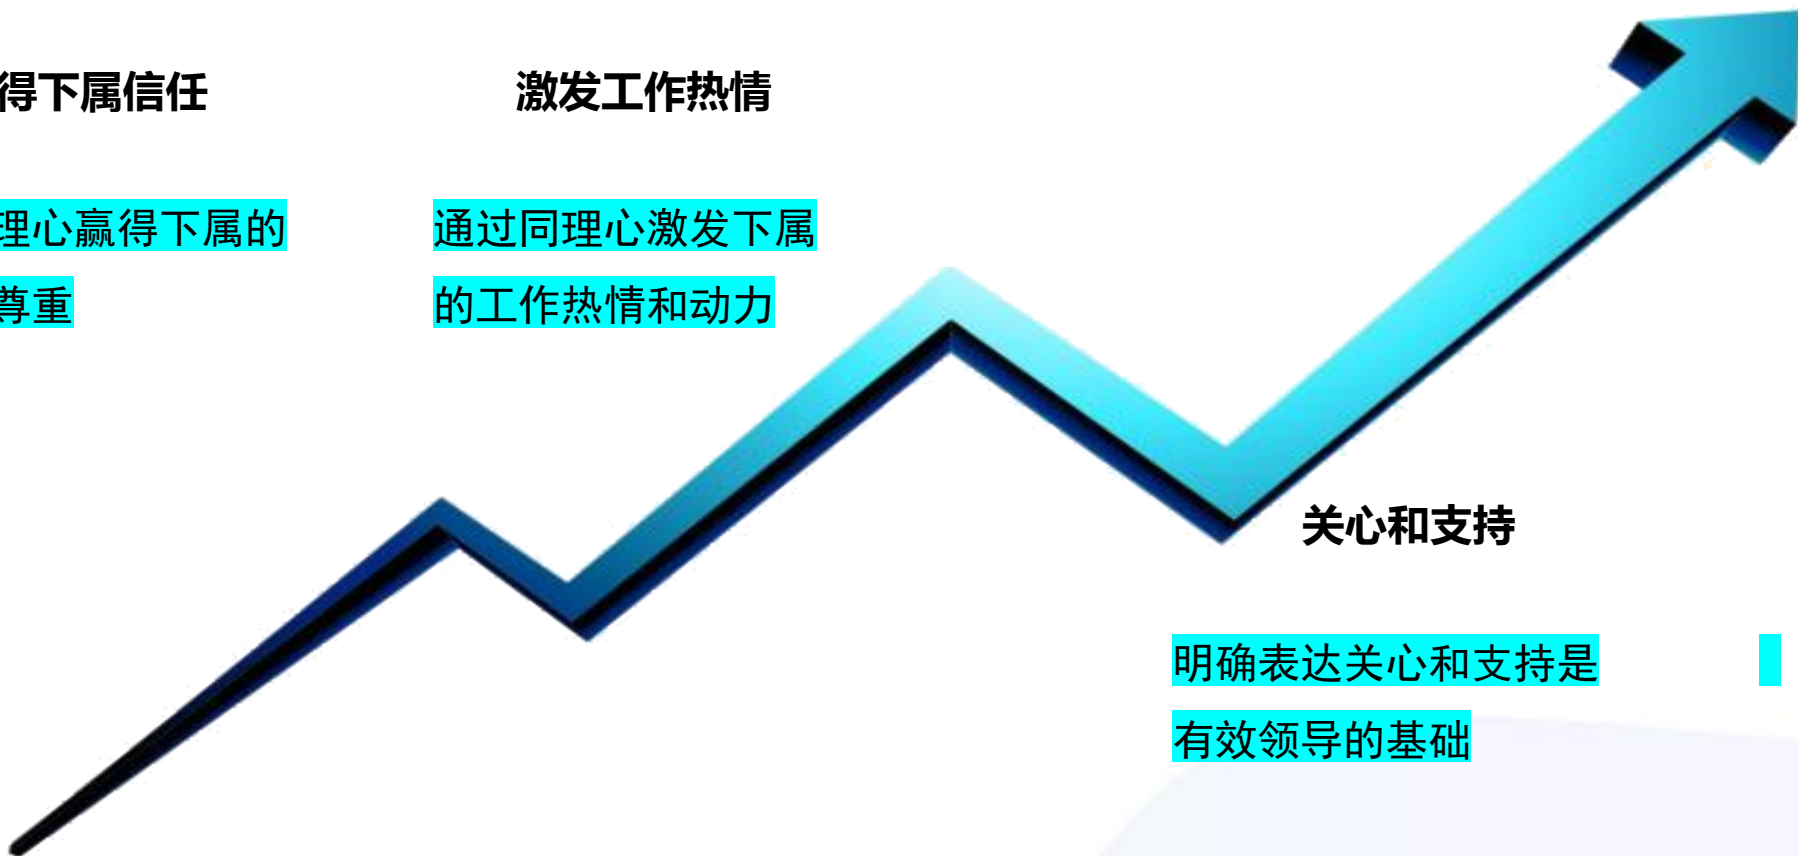 得下属信任
激发工作热情
理心赢得下属的
尊重
通过同理心激发下属
的工作热情和动力
关心和支持
明确表达关心和支持是
有效领导的基础